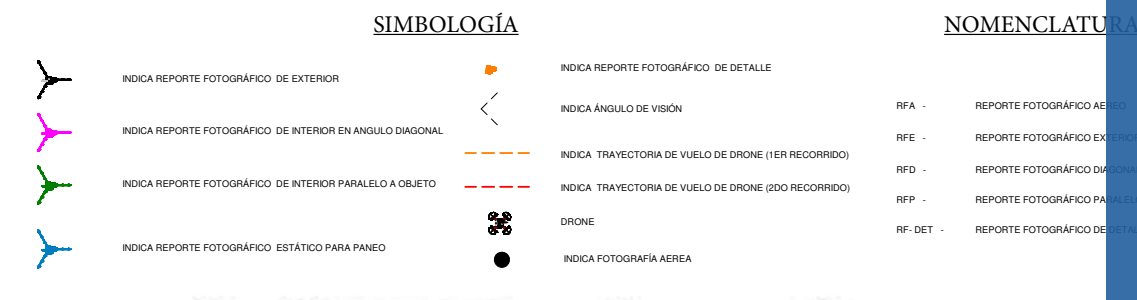 SIMBOLOGÍA
INDICA REPORTE FOTOGRÁFICO DE EXTERIOR
INDICA REPORTE FOTOGRÁFICO DE INTERIOR EN ANGULO DIAGONAL
INDICA REPORTE FOTOGRÁFICO DE INTERIOR PARALELO A OBJETO
INDICA REPORTE FOTOGRÁFICO ESTÁTICO PARA PANEO
INDICA REPORTE FOTOGRÁFICO DE DETALLE
INDICA ÁNGULO DE VISIÓN
INDICA TRAYECTORIA DE VUELO DE DRONE (1ER RECORRIDO)
INDICA TRAYECTORIA DE VUELO DE DRONE (2DO RECORRIDO)
DRONE
INDICA FOTOGRAFÍA AEREA
NOMENCLATURA
RFA - REPORTE FOTOGRÁFICO AEREO
RFE - REPORTE FOTOGRÁFICO EXTERIOR
RFD - REPORTE FOTOGRÁFICO DIAGONAL
RFP - REPORTE FOTOGRÁFICO PARALELO
RF- DET - REPORTE FOTOGRÁFICO DE DETAL